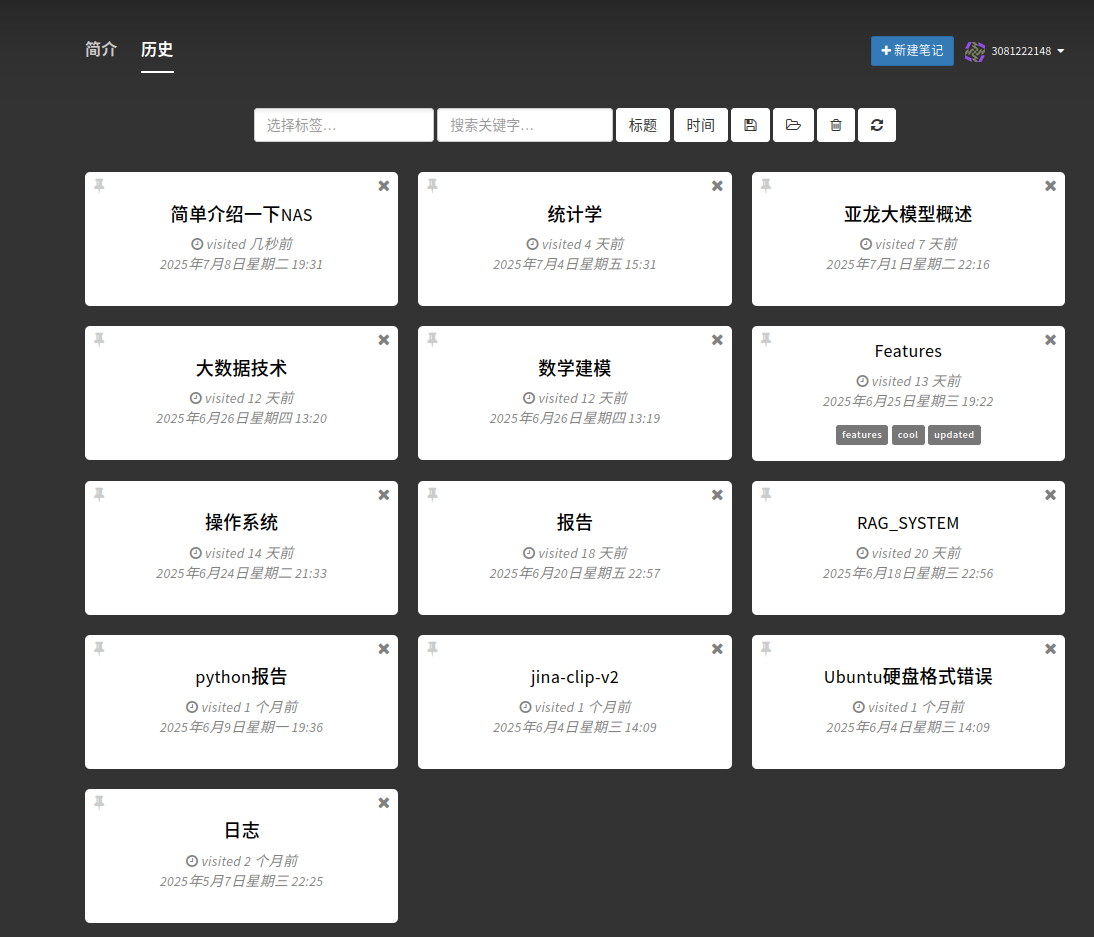 简介 历史
新建笔记 3081222148
选择标签... 搜索关键字... 标题 时间
简单介绍一下NAS
visited 几秒前
2025年7月8日星期二 19:31
统计学
visited 4 天前
2025年7月4日星期五 15:31
亚龙大模型概述
visited 7 天前
2025年7月1日星期二 22:16
大数据技术
visited 12 天前
2025年6月26日星期四 13:20
数学建模
visited 12 天前
2025年6月26日星期四 13:19
Features
visited 13 天前
2025年6月25日星期三 19:22
features cool updated
操作系统
visited 14 天前
2025年6月24日星期二 21:33
报告
visited 18 天前
2025年6月20日星期五 22:57
RAG_SYSTEM
visited 20 天前
2025年6月18日星期三 22:56
python报告
visited 1 个月前
2025年6月9日星期一 19:36
jina-clip-v2
visited 1 个月前
2025年6月4日星期三 14:09
Ubuntu硬盘格式错误
visited 1 个月前
2025年6月4日星期三 14:09
日志
visited 2 个月前
2025年5月7日星期三 22:25